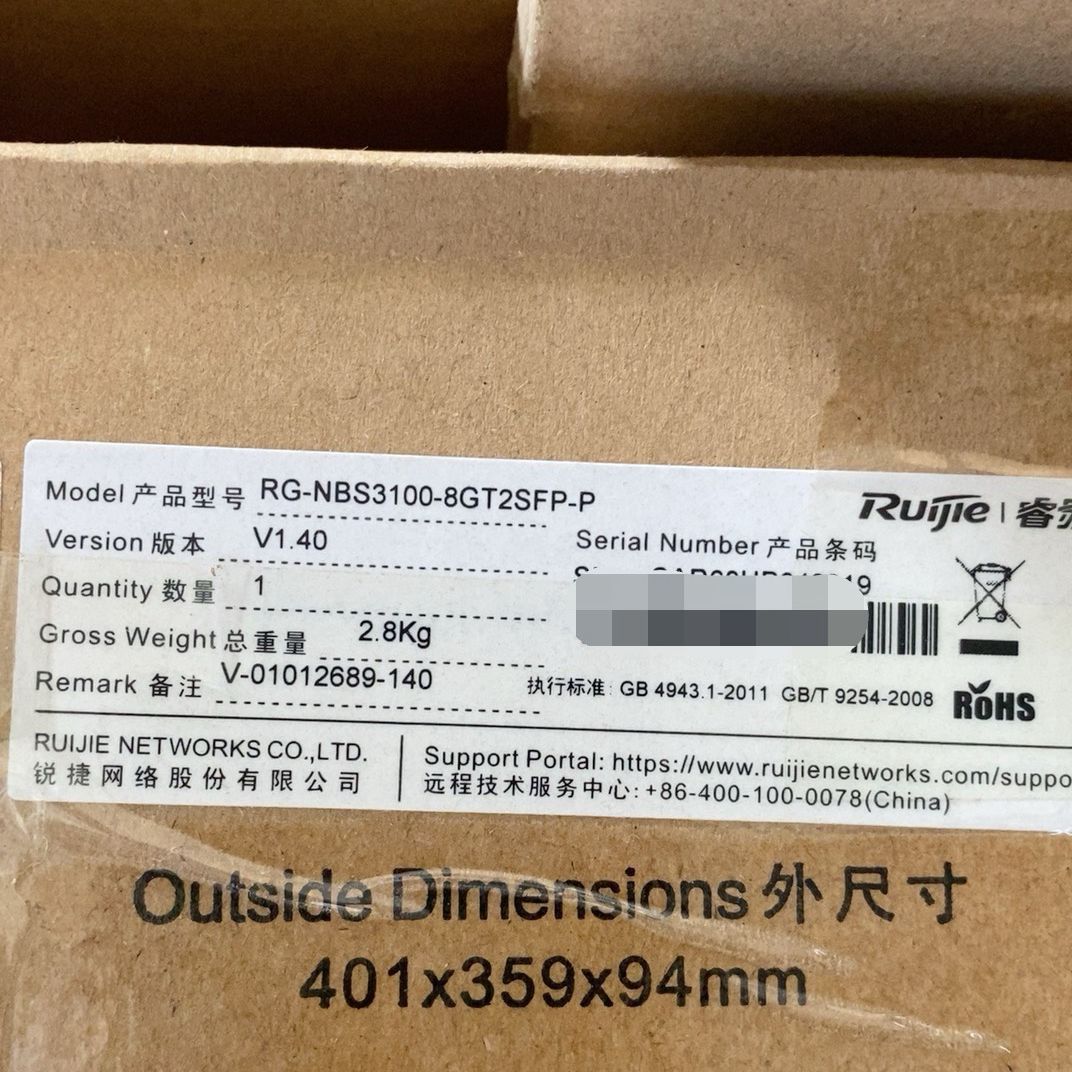 Model 产品型号 RG-NBS3100-8GT2SFP-P
Ruijie | 睿
Version 版本 V1.40
Serial Number 产品条码
Quantity 数量 1
Gross Weight 总重量 2.8Kg
Remark 备注 V-01012689-140
执行标准: GB 4943.1-2011 GB/T 9254-2008
RoHS
RUIJIE NETWORKS CO.,LTD.
锐捷网络股份有限公司
Support Portal: https://www.ruijienetworks.com/suppo
远程技术服务中心:+86-400-100-0078(China)
Outside Dimensions 外尺寸
401x359x94mm